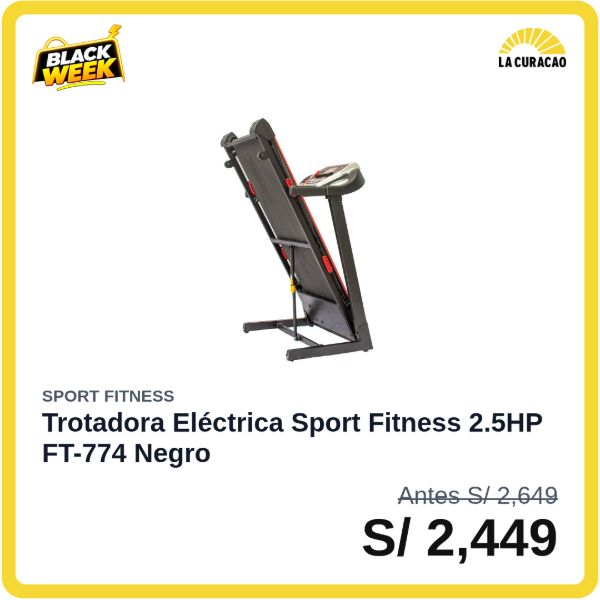 BLACK
WEEK
LA CURACAO
SPORT FITNESS
Trotadora Eléctrica Sport Fitness 2.5HP
FT-774 Negro
Antes S/ 2,649
S/ 2,449